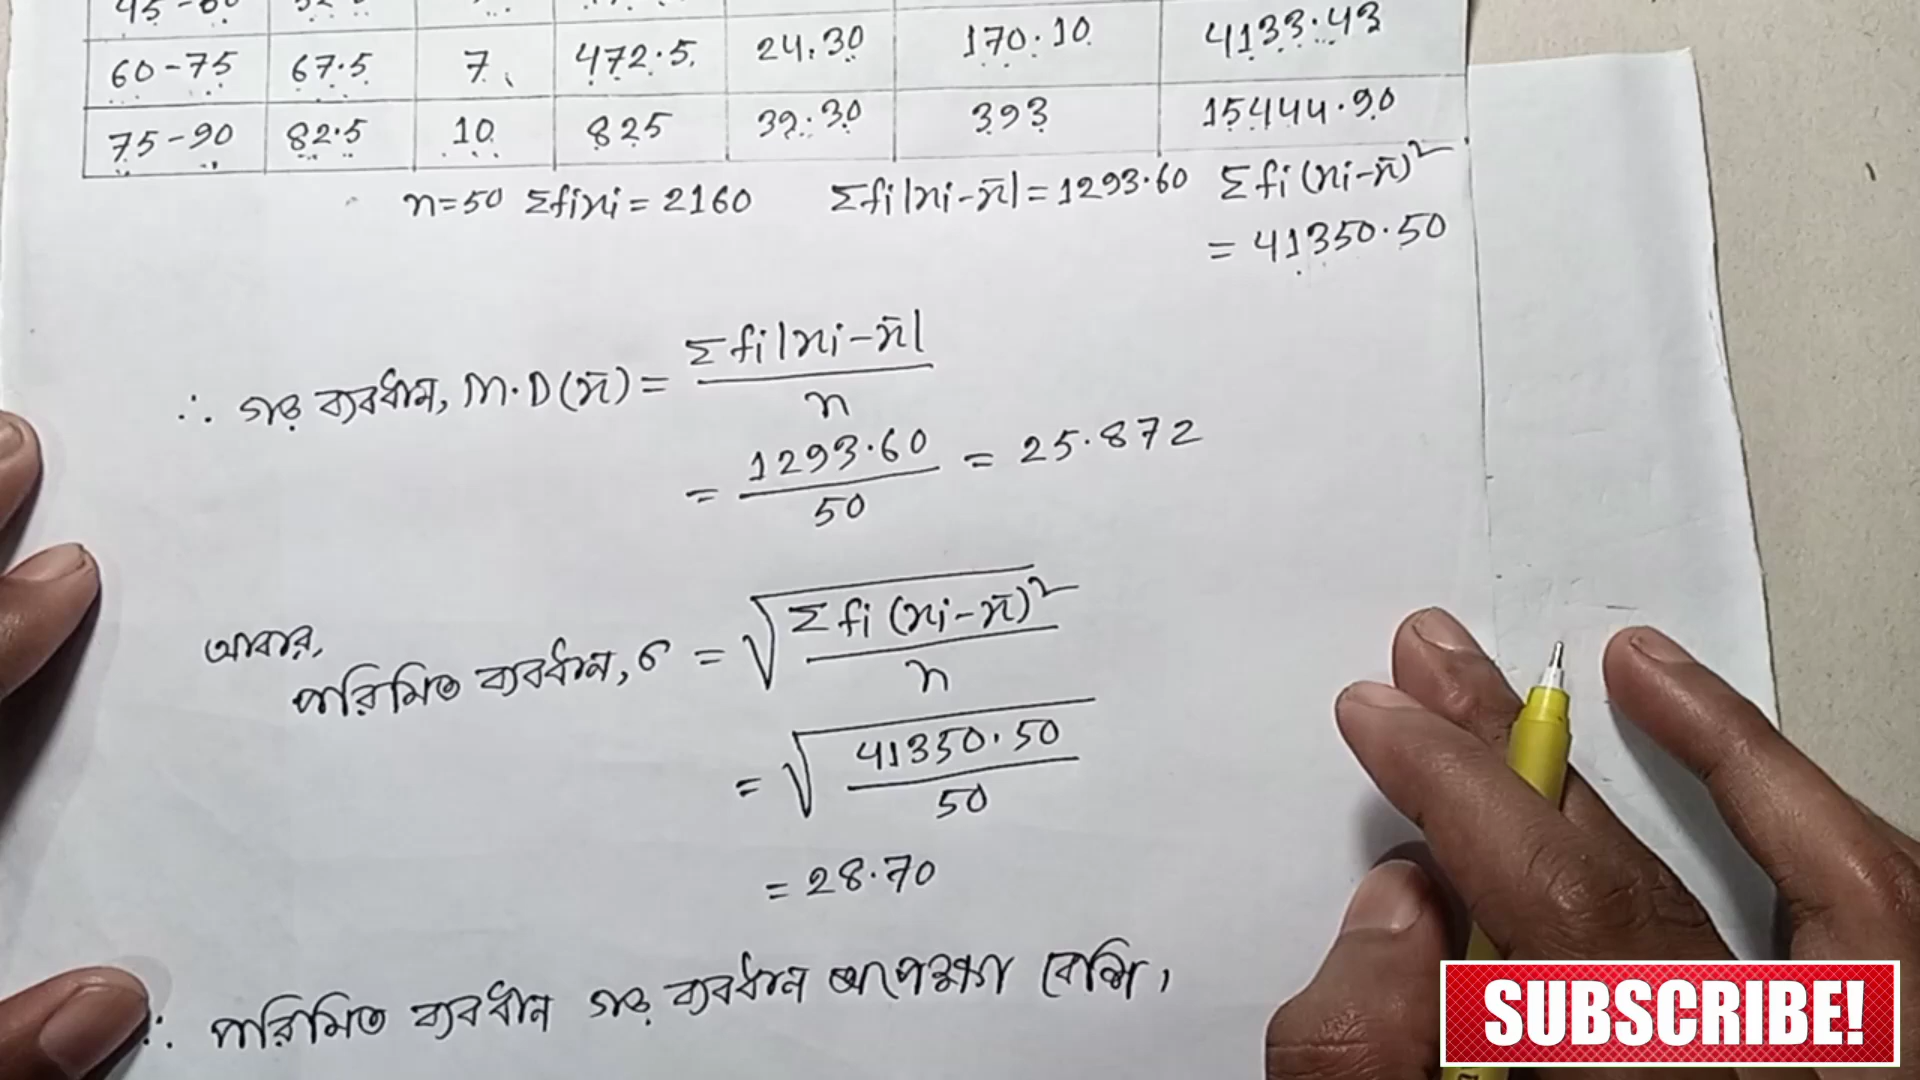 60-75 67.5 7 472.5 24.30 170.10 4133.43
75-90 82.5 10 825 39.30 393 15444.90
n=50 Σfixi = 2160 Σfi|xi-x̄| = 1293.60 Σfi(xi-x̄)²
= 41350.50
∴ গড় ব্যবধান, M.D(x̄) = Σfi|xi-x̄| / n
= 1293.60 / 50 = 25.872
আবার,
পরিমিত ব্যবধান, σ = √(Σfi(xi-x̄)² / n)
= √(41350.50 / 50)
= 28.70
∴ পরিমিত ব্যবধান গড় ব্যবধান অপেক্ষা বেশি,
SUBSCRIBE!